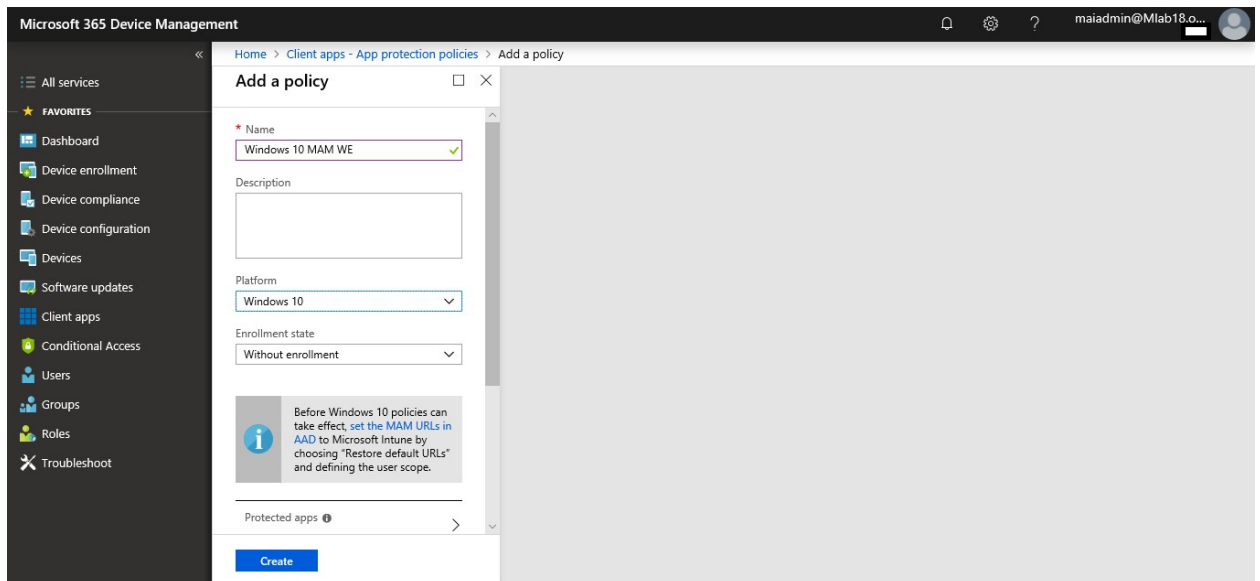 Microsoft 365 Device Management
maiadmin@Mlab18.o...
« Home > Client apps - App protection policies > Add a policy
All services
FAVORITES
Dashboard
Device enrollment
Device compliance
Device configuration
Devices
Software updates
Client apps
Conditional Access
Users
Groups
Roles
Troubleshoot
Add a policy
* Name
Windows 10 MAM WE
Description
Platform
Windows 10
Enrollment state
Without enrollment
Before Windows 10 policies can
take effect, set the MAM URLs in
AAD to Microsoft Intune by
choosing "Restore default URLs"
and defining the user scope.
Protected apps
Create